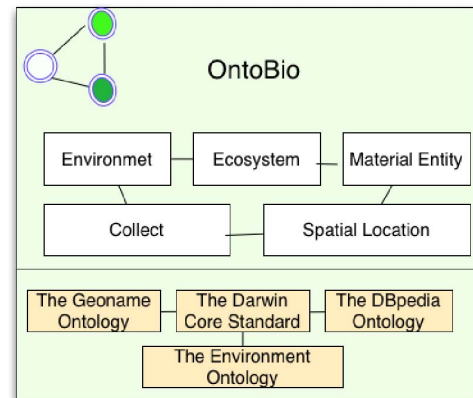 OntoBio
Environmet
Ecosystem
Material Entity
Collect
Spatial Location
The Geoname
Ontology
The Darwin
Core Standard
The DBpedia
Ontology
The Environment
Ontology